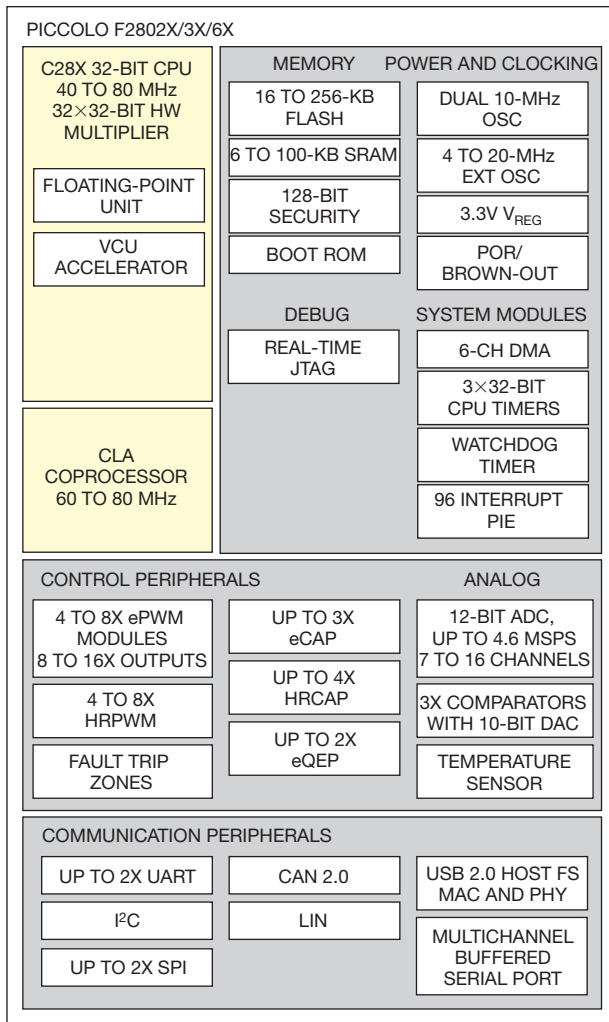 PICCOLO F2802X/3X/6X
C28X 32-BIT CPU
40 TO 80 MHz
32×32-BIT HW
MULTIPLIER
FLOATING-POINT
UNIT
VCU
ACCELERATOR
CLA
COPROCESSOR
60 TO 80 MHz
MEMORY
16 TO 256-KB
FLASH
6 TO 100-KB SRAM
128-BIT
SECURITY
BOOT ROM
POWER AND CLOCKING
DUAL 10-MHz
OSC
4 TO 20-MHz
EXT OSC
3.3V V_REG
POR/
BROWN-OUT
DEBUG
REAL-TIME
JTAG
SYSTEM MODULES
6-CH DMA
3×32-BIT
CPU TIMERS
WATCHDOG
TIMER
96 INTERRUPT
PIE
CONTROL PERIPHERALS
4 TO 8X ePWM
MODULES
8 TO 16X OUTPUTS
4 TO 8X
HRPWM
FAULT TRIP
ZONES
UP TO 3X
eCAP
UP TO 4X
HRCAP
UP TO 2X
eQEP
ANALOG
12-BIT ADC,
UP TO 4.6 MSPS
7 TO 16 CHANNELS
3X COMPARATORS
WITH 10-BIT DAC
TEMPERATURE
SENSOR
COMMUNICATION PERIPHERALS
UP TO 2X UART
I²C
UP TO 2X SPI
CAN 2.0
LIN
USB 2.0 HOST FS
MAC AND PHY
MULTICHANNEL
BUFFERED
SERIAL PORT